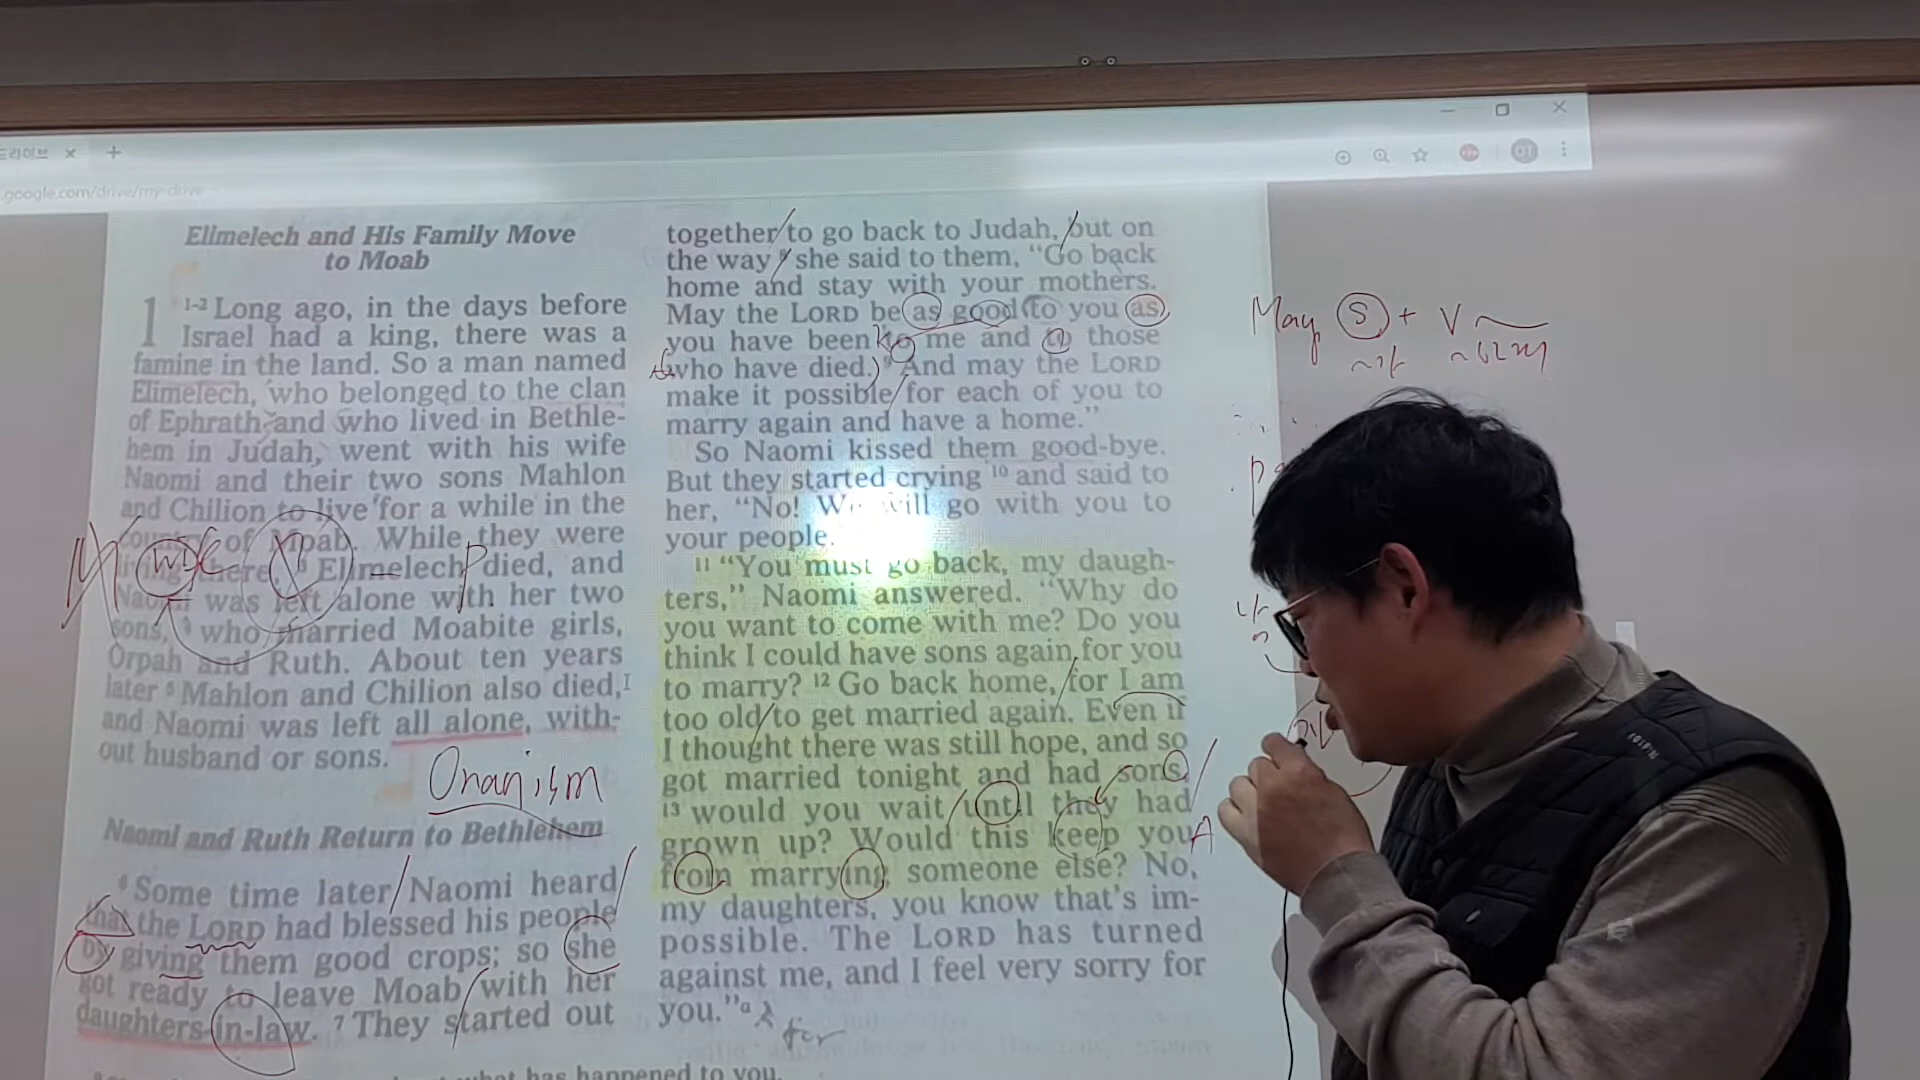 드라이브
google.com/drive/my-drive
OT
Elimelech and His Family Move
to Moab
1 1-2 Long ago, in the days before
Israel had a king, there was a
famine in the land. So a man named
Elimelech, who belonged to the clan
of Ephrath and who lived in Bethle-
hem in Judah, went with his wife
Naomi and their two sons Mahlon
and Chilion to live for a while in the
country of Moab. While they were
living there, 3 Elimelech died, and
Naomi was left alone with her two
sons, 4 who married Moabite girls,
Orpah and Ruth. About ten years
later 5 Mahlon and Chilion also died,
and Naomi was left all alone, with-
out husband or sons.
Onanism
Naomi and Ruth Return to Bethlehem
6 Some time later Naomi heard
that the LORD had blessed his people
by giving them good crops; so she
got ready to leave Moab with her
daughters-in-law. 7 They started out
together to go back to Judah, but on
the way 8 she said to them, "Go back
home and stay with your mothers.
May the LORD be as good to you as
you have been to me and to those
who have died. 9 And may the LORD
make it possible for each of you to
marry again and have a home."
So Naomi kissed them good-bye.
But they started crying 10 and said to
her, "No! We will go with you to
your people."
11 "You must go back, my daugh-
ters," Naomi answered. "Why do
you want to come with me? Do you
think I could have sons again for you
to marry? 12 Go back home, for I am
too old to get married again. Even if
I thought there was still hope, and so
got married tonight and had sons,
13 would you wait until they had
grown up? Would this keep you
from marrying someone else? No,
my daughters, you know that's im-
possible. The LORD has turned
against me, and I feel very sorry for
you."a
for
has happened to you.
May S + V
~가
A